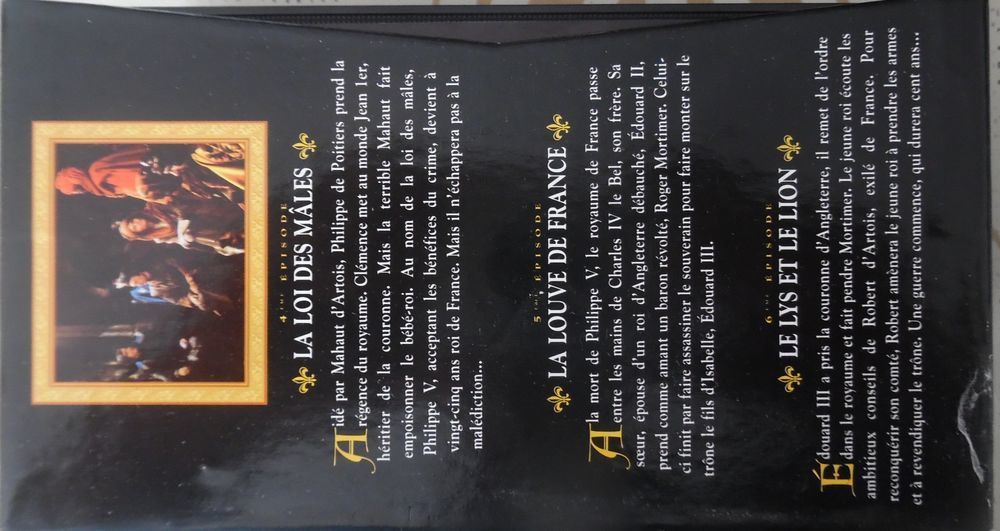 4ème ÉPISODE
LA LOI DES MÂLES
Aidé par Mahaut d'Artois, Philippe de Poitiers prend la
régence du royaume. Clémence met au monde Jean 1er,
héritier de la couronne. Mais la terrible Mahaut fait
empoisonner le bébé-roi. Au nom de la loi des mâles,
Philippe V, acceptant les bénéfices du crime, devient à
vingt-cinq ans roi de France. Mais il n'échappera pas à la
malédiction...
5ème ÉPISODE
LA LOUVE DE FRANCE
A la mort de Philippe V, le royaume de France passe
entre les mains de Charles IV le Bel, son frère. Sa
sœur, épouse d'un roi d'Angleterre débauché, Édouard II,
prend comme amant un baron révolté, Roger Mortimer. Celui-
ci finit par faire assassiner le souverain pour faire monter sur le
trône le fils d'Isabelle, Édouard III.
6ème ÉPISODE
LE LYS ET LE LION
Édouard III a pris la couronne d'Angleterre, il remet de l'ordre
dans le royaume et fait pendre Mortimer. Le jeune roi écoute les
ambitieux conseils de Robert d'Artois, exilé de France. Pour
reconquérir son comté, Robert amènera le jeune roi à prendre les armes
et à revendiquer le trône. Une guerre commence, qui durera cent ans...